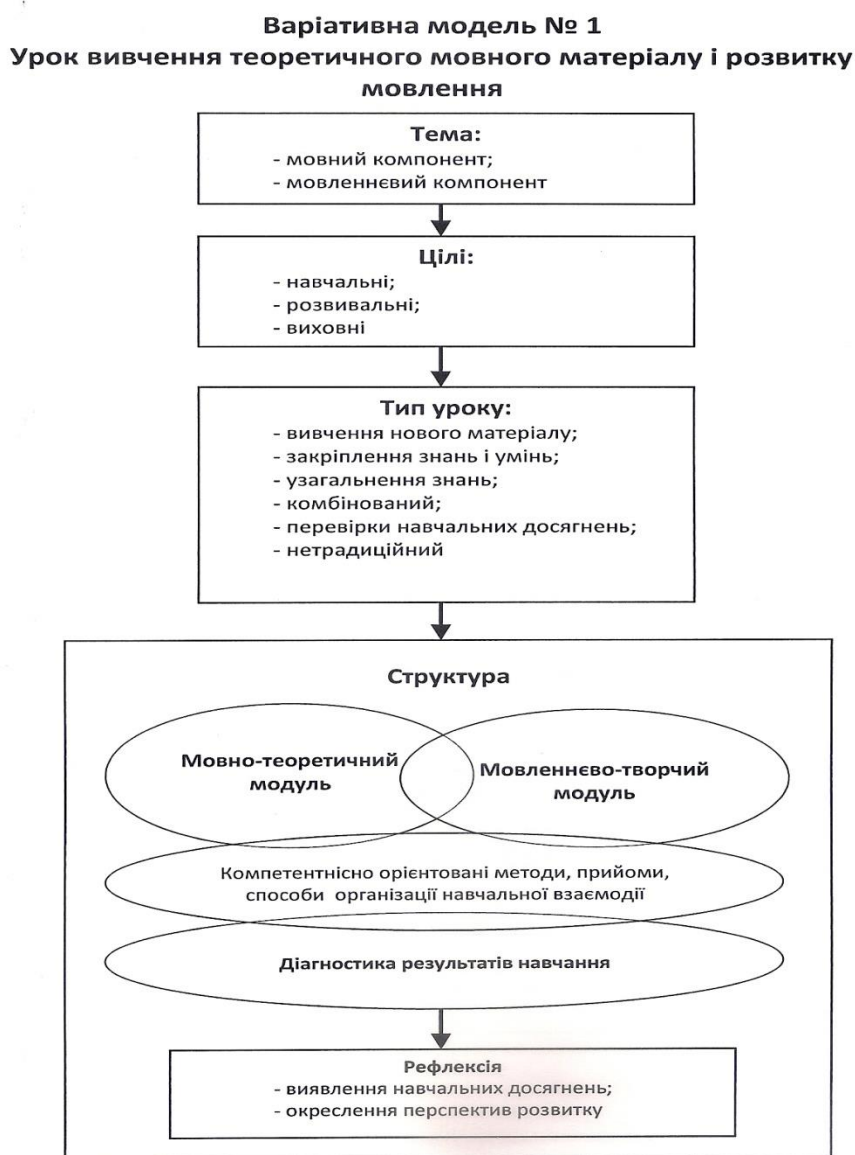 Варіативна модель № 1
Урок вивчення теоретичного мовного матеріалу і розвитку
мовлення
Тема:
- мовний компонент;
- мовленнєвий компонент
Цілі:
- навчальні;
- розвивальні;
- виховні
Тип уроку:
- вивчення нового матеріалу;
- закріплення знань і умінь;
- узагальнення знань;
- комбінований;
- перевірки навчальних досягнень;
- нетрадиційний
Структура
Мовно-теоретичний
модуль
Мовленнєво-творчий
модуль
Компетентнісно орієнтовані методи, прийоми,
способи організації навчальної взаємодії
Діагностика результатів навчання
Рефлексія
- виявлення навчальних досягнень;
- окреслення перспектив розвитку